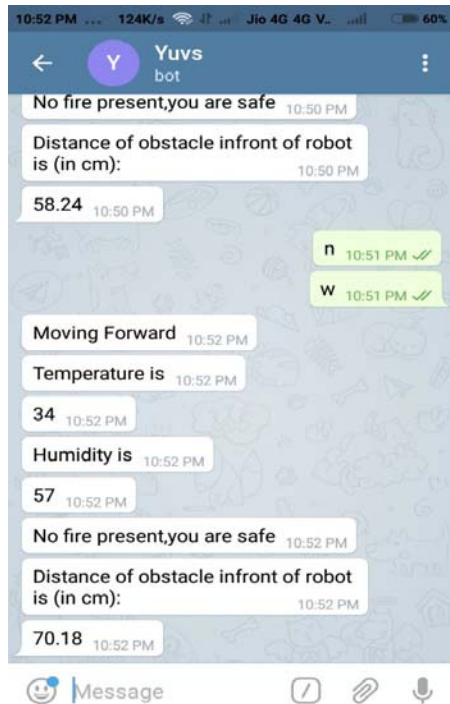 10:52 PM ... 124K/s Jio 4G 4G V.. 60%
Yuvs
Y
bot
No fire present,you are safe 10:50 PM
Distance of obstacle infront of robot
is (in cm): 10:50 PM
58.24 10:50 PM
n 10:51 PM
w 10:51 PM
Moving Forward 10:52 PM
Temperature is 10:52 PM
34 10:52 PM
Humidity is 10:52 PM
57 10:52 PM
No fire present,you are safe 10:52 PM
Distance of obstacle infront of robot
is (in cm): 10:52 PM
70.18 10:52 PM
Message